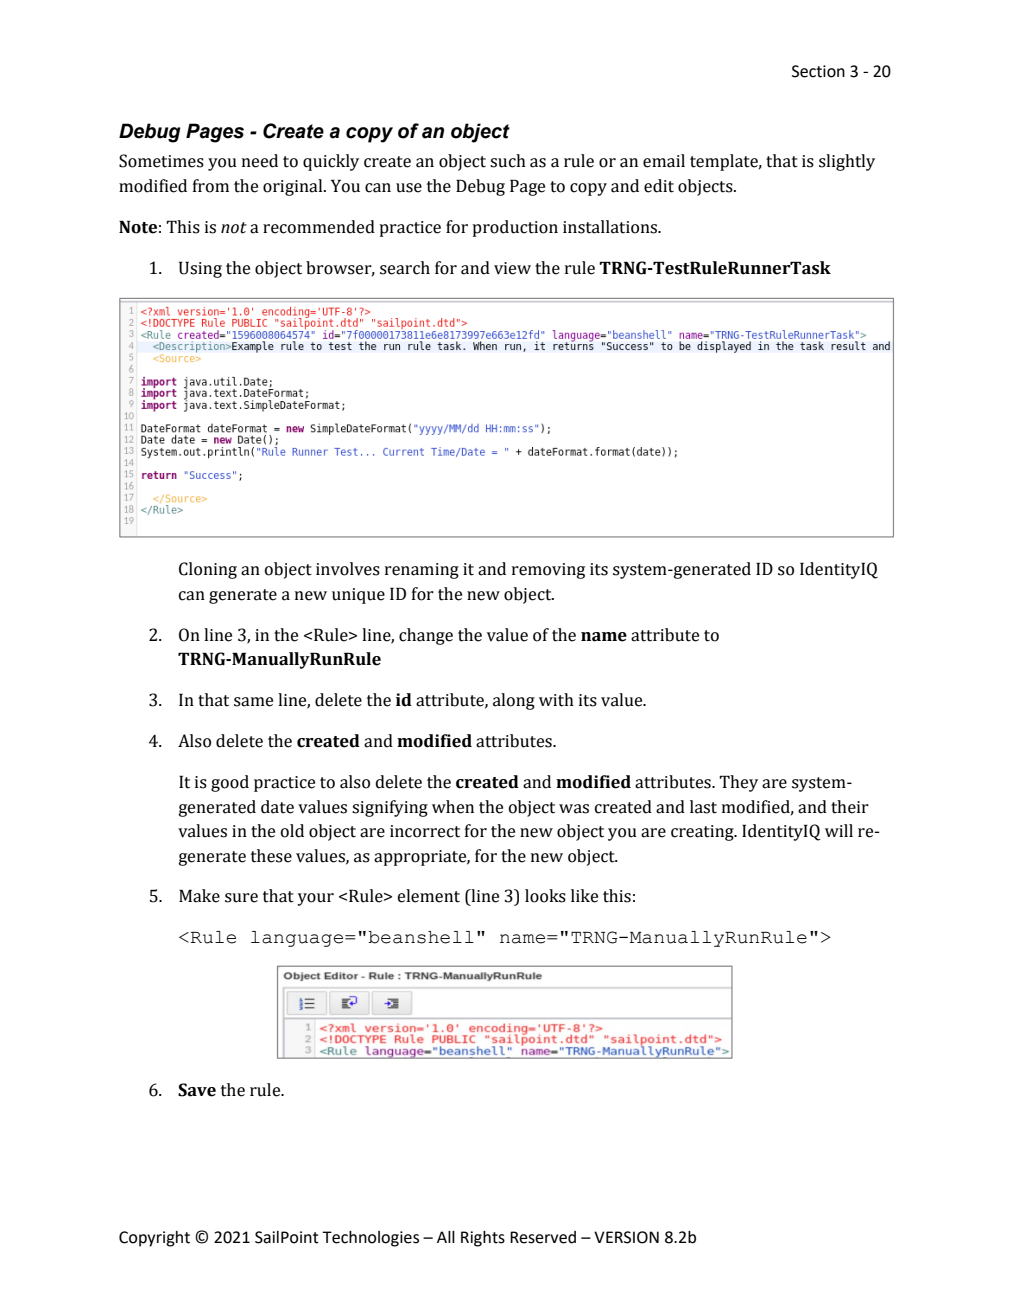 Section 3 - 20
Debug Pages - Create a copy of an object
Sometimes you need to quickly create an object such as a rule or an email template, that is slightly
modified from the original. You can use the Debug Page to copy and edit objects.
Note: This is not a recommended practice for production installations.
1. Using the object browser, search for and view the rule TRNG-TestRuleRunnerTask
1 <?xml version='1.0' encoding='UTF-8'?>
2 <!DOCTYPE Rule PUBLIC "sailpoint.dtd" "sailpoint.dtd">
3 <Rule created="1596008064574" id="7f00000173811e6e8173997e663e12fd" language="beanshell" name="TRNG-TestRuleRunnerTask">
4 <Description>Example rule to test the run rule task. When run, it returns "Success" to be displayed in the task result and
5 <Source>
6
7 import java.util.Date;
8 import java.text.DateFormat;
9 import java.text.SimpleDateFormat;
10
11 DateFormat dateFormat = new SimpleDateFormat("yyyy/MM/dd HH:mm:ss");
12 Date date = new Date();
13 System.out.println("Rule Runner Test... Current Time/Date = " + dateFormat.format(date));
14
15 return "Success";
16
17 </Source>
18 </Rule>
19
Cloning an object involves renaming it and removing its system-generated ID so IdentityIQ
can generate a new unique ID for the new object.
2. On line 3, in the <Rule> line, change the value of the name attribute to
TRNG-ManuallyRunRule
3. In that same line, delete the id attribute, along with its value.
4. Also delete the created and modified attributes.
It is good practice to also delete the created and modified attributes. They are system-
generated date values signifying when the object was created and last modified, and their
values in the old object are incorrect for the new object you are creating. IdentityIQ will re-
generate these values, as appropriate, for the new object.
5. Make sure that your <Rule> element (line 3) looks like this:
<Rule language="beanshell" name="TRNG-ManuallyRunRule">
Object Editor - Rule : TRNG-ManuallyRunRule
1 <?xml version='1.0' encoding='UTF-8'?>
2 <!DOCTYPE Rule PUBLIC "sailpoint.dtd" "sailpoint.dtd">
3 <Rule language="beanshell" name="TRNG-ManuallyRunRule">
6. Save the rule.
Copyright © 2021 SailPoint Technologies – All Rights Reserved – VERSION 8.2b